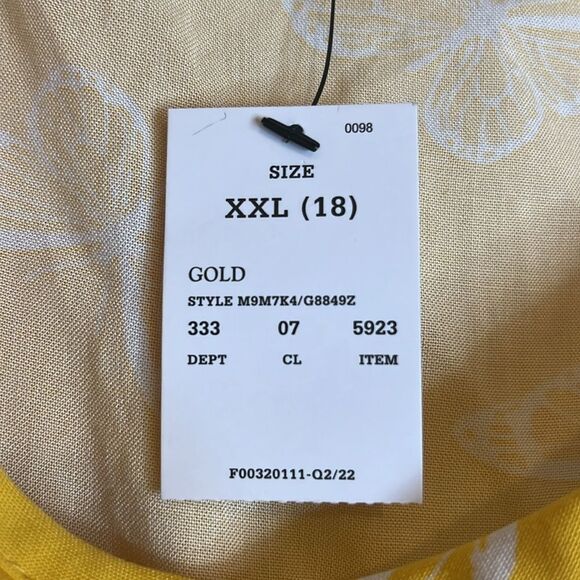 0098
SIZE
XXL (18)
GOLD
STYLE M9M7K4/G8849Z
333 07 5923
DEPT CL ITEM
F00320111-Q2/22